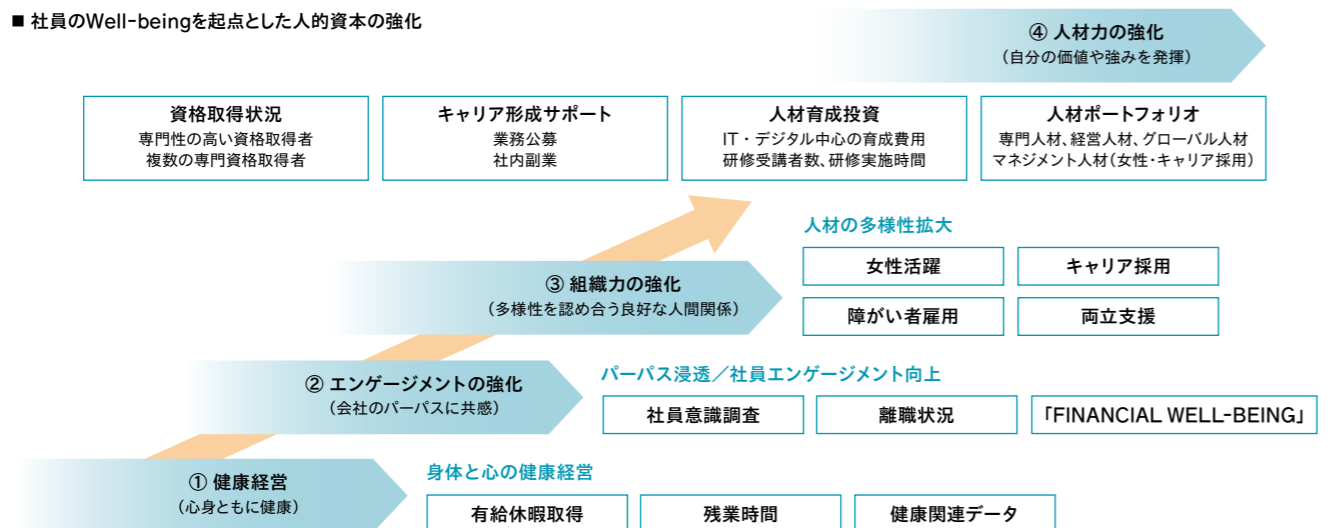 ■ 社員のWell-beingを起点とした人的資本の強化
④ 人材力の強化
（自分の価値や強みを発揮）
資格取得状況
専門性の高い資格取得者
複数の専門資格取得者
キャリア形成サポート
業務公募
社内副業
人材育成投資
IT・デジタル中心の育成費用
研修受講者数、研修実施時間
人材ポートフォリオ
専門人材、経営人材、グローバル人材
マネジメント人材（女性・キャリア採用）
③ 組織力の強化
（多様性を認め合う良好な人間関係）
人材の多様性拡大
女性活躍
キャリア採用
障がい者雇用
両立支援
② エンゲージメントの強化
（会社のパーパスに共感）
パーパス浸透／社員エンゲージメント向上
社員意識調査
離職状況
「FINANCIAL WELL-BEING」
① 健康経営
（心身ともに健康）
身体と心の健康経営
有給休暇取得
残業時間
健康関連データ